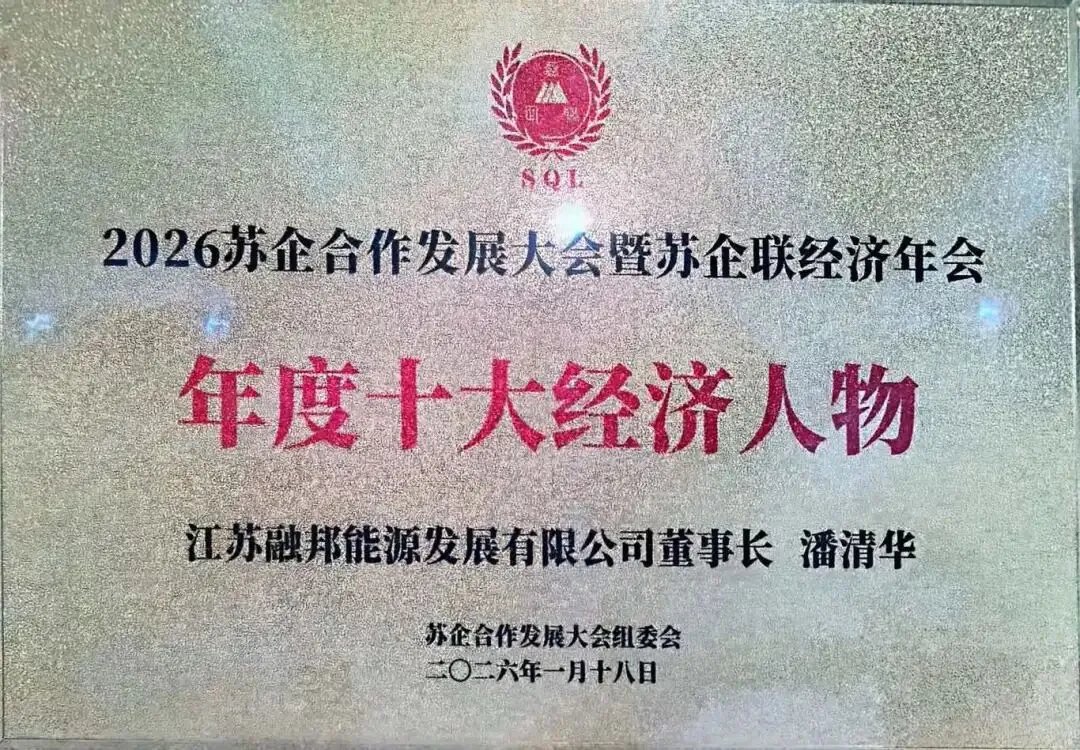 SQL
2026苏企合作发展大会暨苏企联经济年会
年度十大经济人物
江苏融邦能源发展有限公司董事长 潘清华
苏企合作发展大会组委会
二〇二六年一月十八日